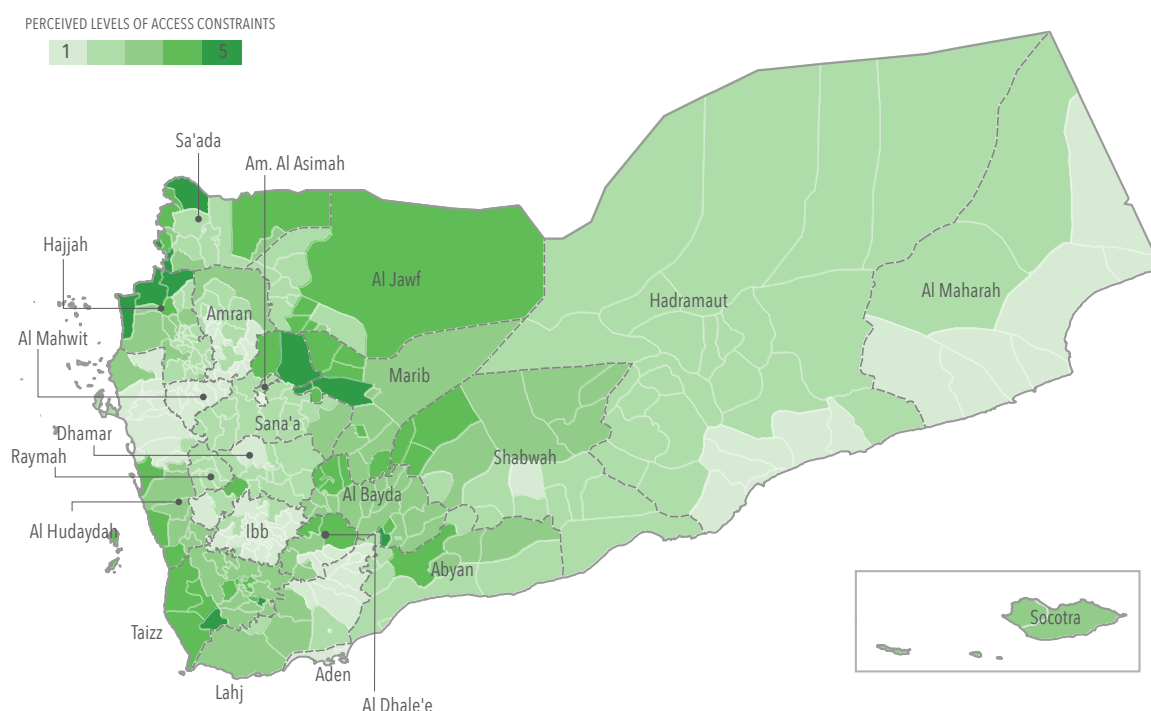 PERCEIVED LEVELS OF ACCESS CONSTRAINTS
1 5
Sa'ada
Am. Al Asimah
Hajjah
Al Jawf
Hadramaut
Al Maharah
Amran
Al Mahwit
Marib
Sana'a
Dhamar
Raymah
Shabwah
Al Bayda
Al Hudaydah
Ibb
Abyan
Socotra
Taizz
Aden
Lahj
Al Dhale'e